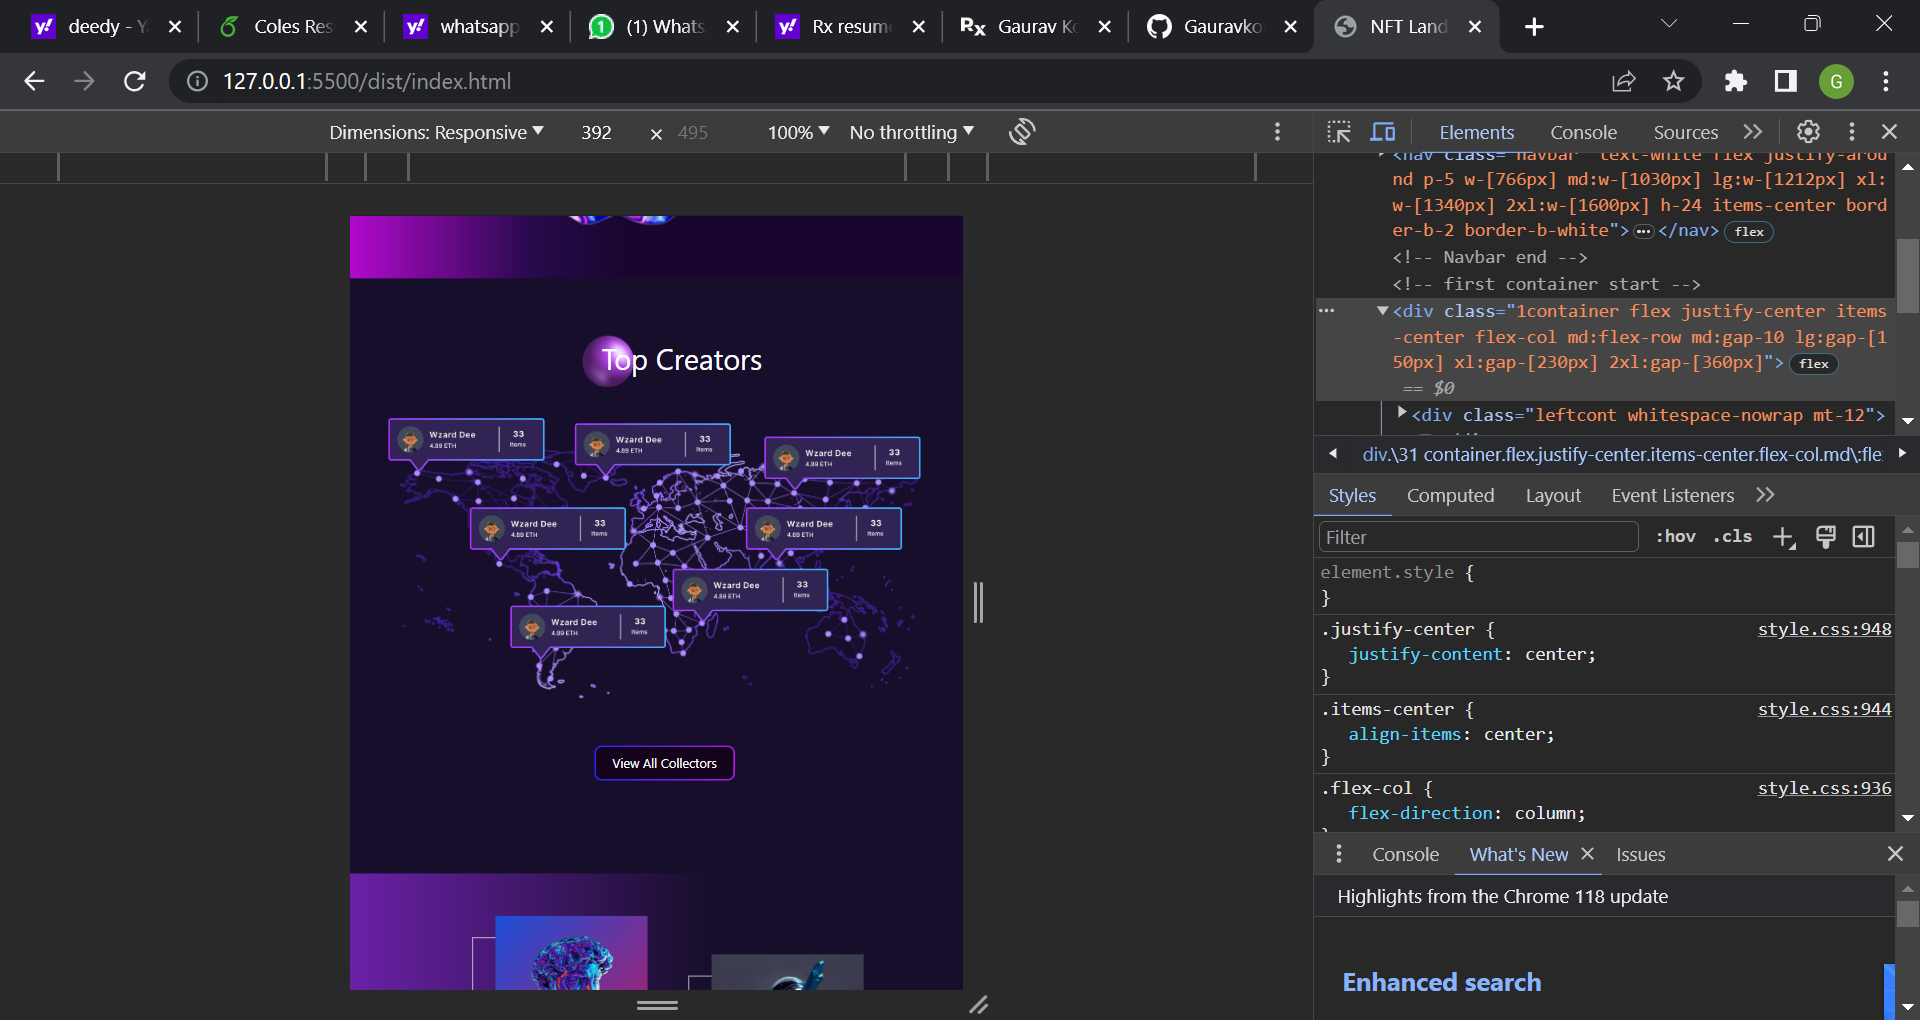 deedy - Y
Coles Res
whatsapp
(1) Whats
Rx resum
Gaurav Ko
Gauravko
NFT Land
127.0.0.1:5500/dist/index.html
G
Dimensions: Responsive
392
×
495
100%
No throttling
Elements
Console
Sources
<nav class="navbar text-white flex justify-arou
nd p-5 w-[766px] md:w-[1030px] lg:w-[1212px] xl:
w-[1340px] 2xl:w-[1600px] h-24 items-center bord
er-b-2 border-b-white">…</nav> flex
<!-- Navbar end -->
<!-- first container start -->
<div class="1container flex justify-center items
-center flex-col md:flex-row md:gap-10 lg:gap-[1
50px] xl:gap-[230px] 2xl:gap-[360px]"> flex
== $0
<div class="leftcont whitespace-nowrap mt-12">
div.\31 container.flex.justify-center.items-center.flex-col.md\:fle
Styles
Computed
Layout
Event Listeners
Filter
:hov
.cls
element.style {
}
.justify-center {
style.css:948
justify-content: center;
}
.items-center {
style.css:944
align-items: center;
}
.flex-col {
style.css:936
flex-direction: column;
Console
What's New
Issues
Highlights from the Chrome 118 update
Enhanced search
Top Creators
Wzard Dee
4.89 ETH
33
Items
Wzard Dee
4.89 ETH
33
Items
Wzard Dee
4.89 ETH
33
Items
Wzard Dee
4.89 ETH
33
Items
Wzard Dee
4.89 ETH
33
Items
Wzard Dee
4.89 ETH
33
Items
Wzard Dee
4.89 ETH
33
Items
View All Collectors